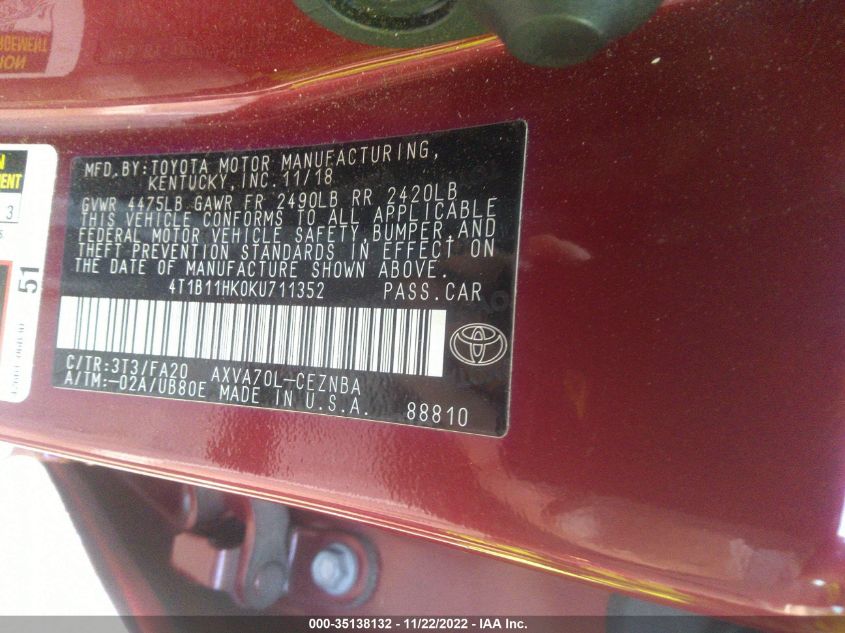 MFD. BY: TOYOTA MOTOR MANUFACTURING,
KENTUCKY, INC. 11/18
GVWR 4475LB GAWR FR 2490LB RR 2420LB
THIS VEHICLE CONFORMS TO ALL APPLICABLE
FEDERAL MOTOR VEHICLE SAFETY, BUMPER, AND
THEFT PREVENTION STANDARDS IN EFFECT ON
THE DATE OF MANUFACTURE SHOWN ABOVE.
4T1B11HK0KU711352 PASS.CAR
C/TR:3T3/FA20 AXVA70L-CEZNBA
A/TM:-02A/UB80E MADE IN U.S.A. 88810
51
000-35138132 - 11/22/2022 - IAA Inc.